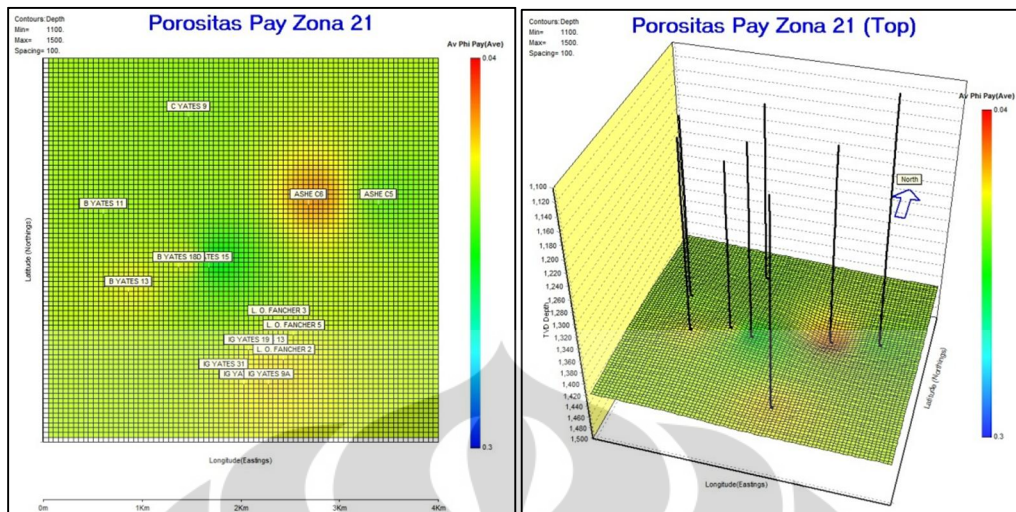 Porositas Pay Zona 21
Contours: Depth
Min= 1100.
Max= 1500.
Spacing= 100.
Av Phi Pay(Ave)
0.04
C YATES 9
ASHE C6
ASHE C5
B YATES 11
B YATES 18D
ATES 15
B YATES 13
L. D. FANCHER 3
L. D. FANCHER 5
IG YATES 19
13
L. D. FANCHER 2
IG YATES 31
IG YA
IG YATES 9A
0.3
Latitude (Northings)
Longitude(Eastings)
0Km
1Km
2Km
3Km
4Km
Porositas Pay Zona 21 (Top)
Contours: Depth
Min= 1100.
Max= 1500.
Spacing= 100.
Av Phi Pay(Ave)
0.04
North
1,100
1,120
1,140
1,160
1,180
1,200
1,220
1,240
1,260
1,280
1,300
1,320
1,340
1,360
1,380
1,400
1,420
1,440
1,460
1,480
1,500
TVD Depth
0.3
Latitude (Northings)
Longitude(Eastings)